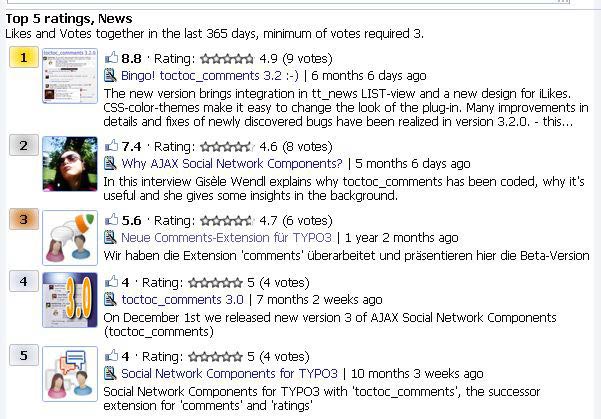 Top 5 ratings, News
Likes and Votes together in the last 365 days, minimum of votes required 3.
1
toctoc_comments 3.2.0
8.8 · Rating: 4.9 (9 votes)
Bingo! toctoc_comments 3.2 :-) | 6 months 6 days ago
The new version brings integration in tt_news LIST-view and a new design for iLikes.
CSS-color-themes make it easy to change the look of the plug-in. Many improvements in
details and fixes of newly discovered bugs have been realized in version 3.2.0. - this...
2
7.4 · Rating: 4.6 (8 votes)
Why AJAX Social Network Components? | 5 months 6 days ago
In this interview Gisèle Wendl explains why toctoc_comments has been coded, why it's
useful and she gives some insights in the background.
3
5.6 · Rating: 4.7 (6 votes)
Neue Comments-Extension für TYPO3 | 1 year 2 months ago
Wir haben die Extension 'comments' überarbeitet und präsentieren hier die Beta-Version
4
3.0
4 · Rating: 5 (4 votes)
toctoc_comments 3.0 | 7 months 2 weeks ago
On December 1st we released new version 3 of AJAX Social Network Components
(toctoc_comments)
5
4 · Rating: 5 (4 votes)
Social Network Components for TYPO3 | 10 months 3 weeks ago
Social Network Components for TYPO3 with 'toctoc_comments', the successor
extension for 'comments' and 'ratings'